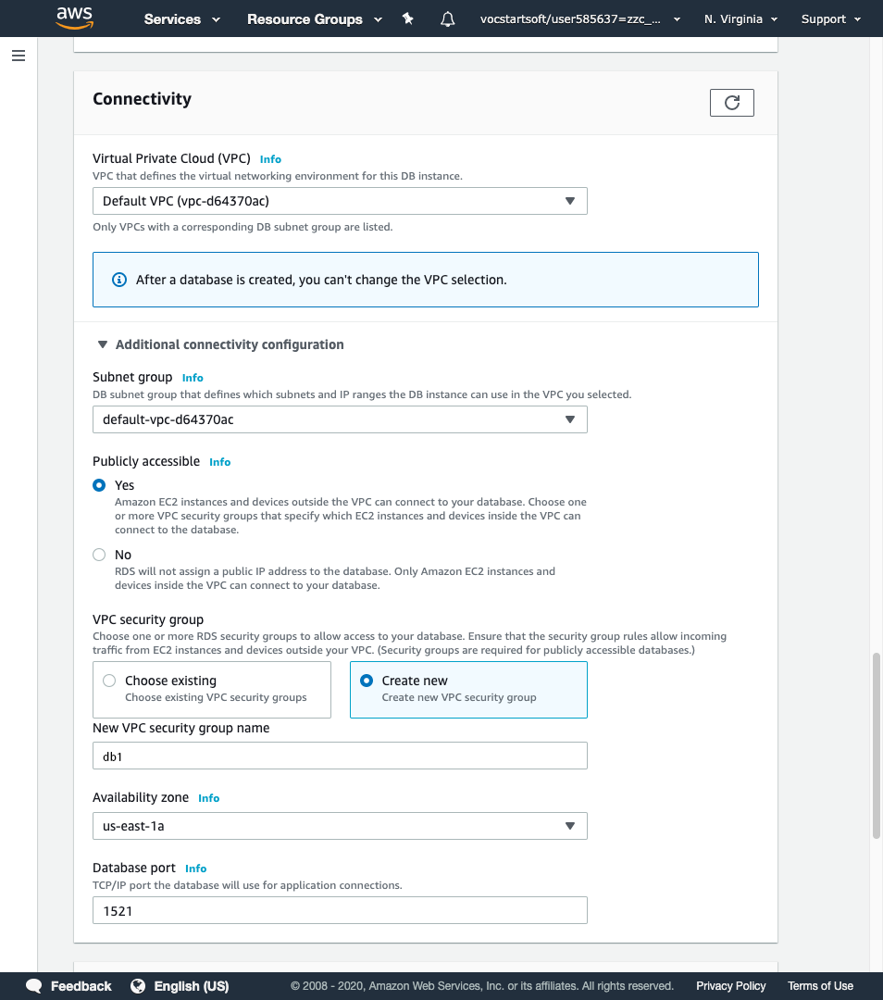 aws Services Resource Groups vocstartsoft/user585637=zzc_... N. Virginia Support
Connectivity
Virtual Private Cloud (VPC) Info
VPC that defines the virtual networking environment for this DB instance.
Default VPC (vpc-d64370ac)
Only VPCs with a corresponding DB subnet group are listed.
After a database is created, you can't change the VPC selection.
Additional connectivity configuration
Subnet group Info
DB subnet group that defines which subnets and IP ranges the DB instance can use in the VPC you selected.
default-vpc-d64370ac
Publicly accessible Info
Yes
Amazon EC2 instances and devices outside the VPC can connect to your database. Choose one
or more VPC security groups that specify which EC2 instances and devices inside the VPC can
connect to the database.
No
RDS will not assign a public IP address to the database. Only Amazon EC2 instances and
devices inside the VPC can connect to your database.
VPC security group
Choose one or more RDS security groups to allow access to your database. Ensure that the security group rules allow incoming
traffic from EC2 instances and devices outside your VPC. (Security groups are required for publicly accessible databases.)
Choose existing
Choose existing VPC security groups
Create new
Create new VPC security group
New VPC security group name
db1
Availability zone Info
us-east-1a
Database port Info
TCP/IP port the database will use for application connections.
1521
Feedback English (US) © 2008 - 2020, Amazon Web Services, Inc. or its affiliates. All rights reserved. Privacy Policy Terms of Use